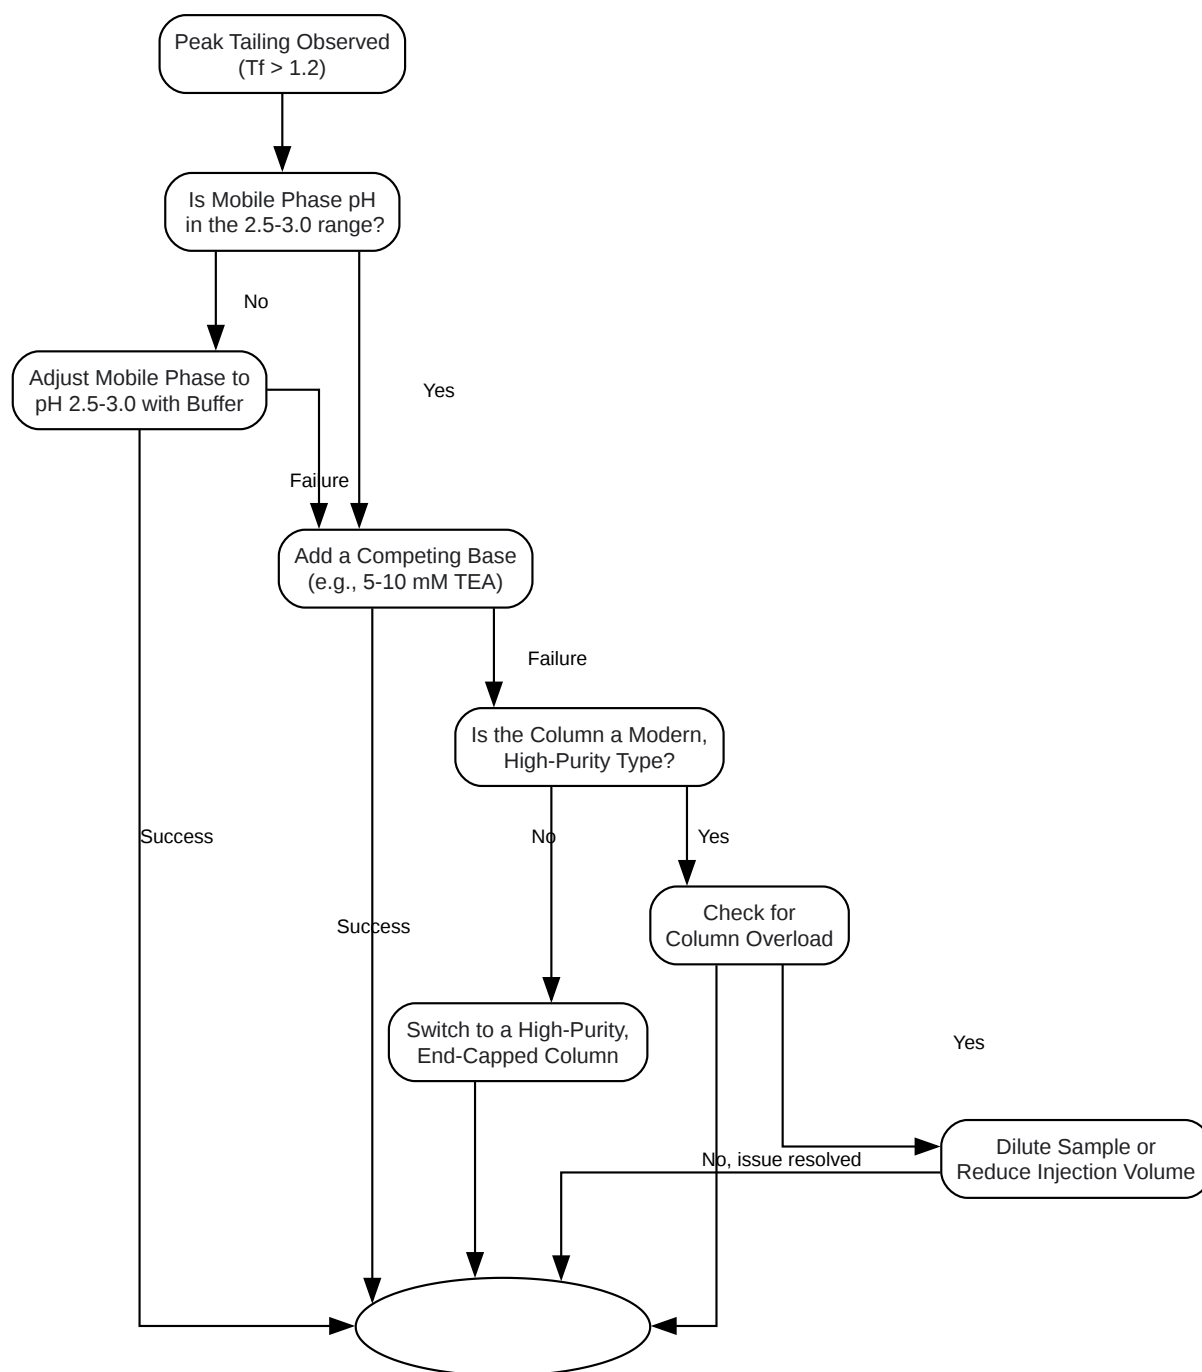 Peak Tailing Observed
(Tf > 1.2)
Is Mobile Phase pH
in the 2.5-3.0 range?
No
Adjust Mobile Phase to
pH 2.5-3.0 with Buffer
Yes
Failure
Add a Competing Base
(e.g., 5-10 mM TEA)
Failure
Is the Column a Modern,
High-Purity Type?
Success
No
Yes
Check for
Column Overload
Success
Switch to a High-Purity,
End-Capped Column
Yes
Dilute Sample or
Reduce Injection Volume
No, issue resolved